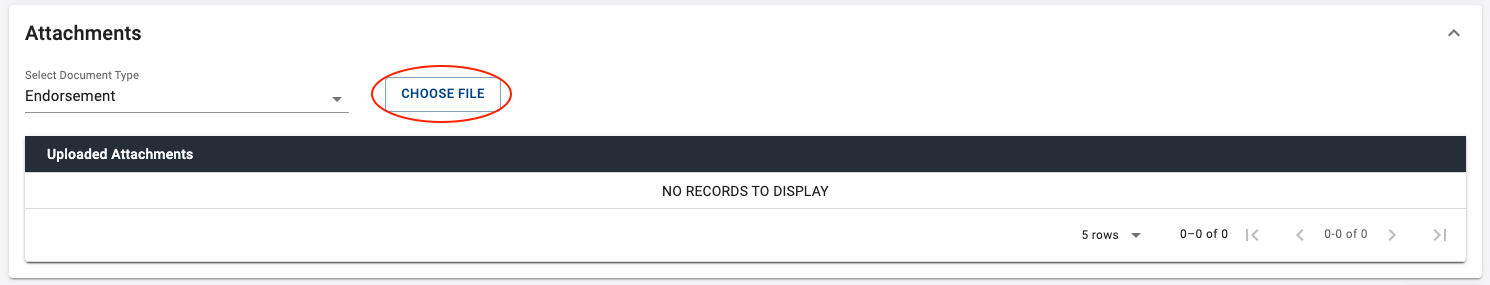 Attachments
Select Document Type
Endorsement
CHOOSE FILE
Uploaded Attachments
NO RECORDS TO DISPLAY
5 rows 0–0 of 0 0-0 of 0